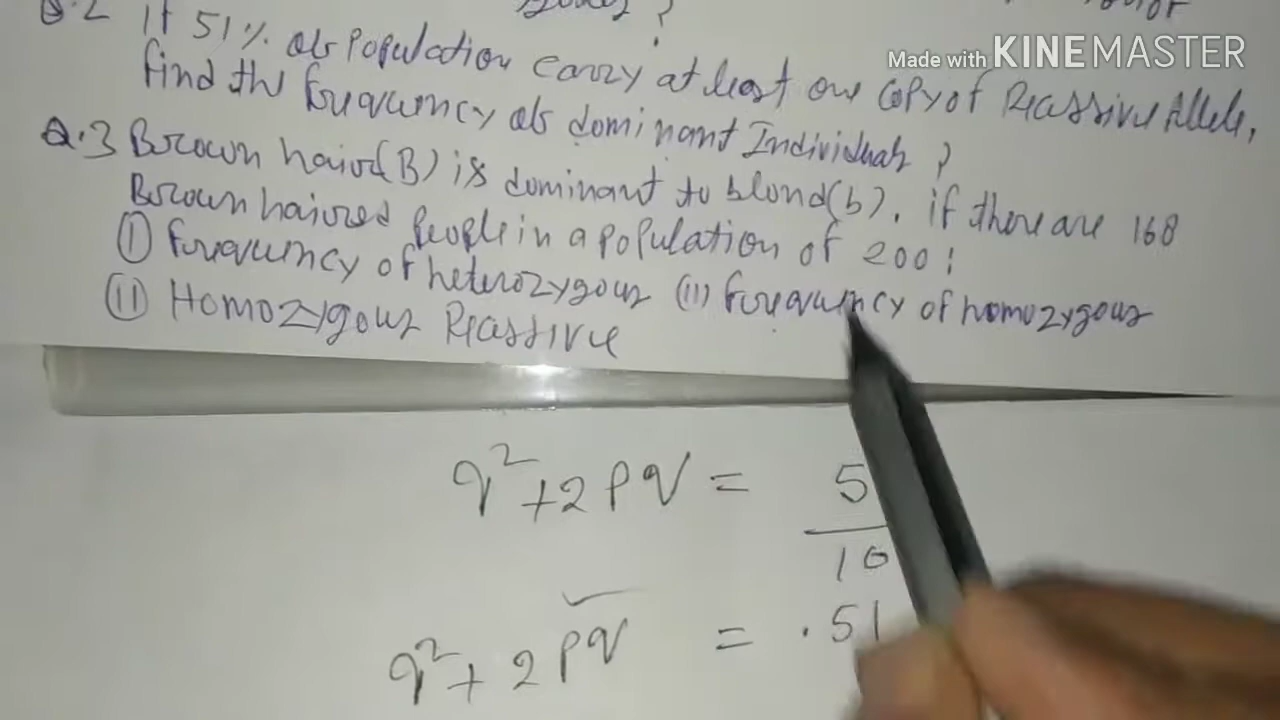 Q.2 If 51% of Population carry at least one Copy of Recessive Allele,
find the frequency of dominant Individuals?
Q.3 Brown haird(B) is dominant to blond(b). if there are 168
Brown haired People in a population of 200:
(I) frequency of heterozygous (III) frequency of homozygous
(II) Homozygous Recessive
q²+2pq = 5
10
q²+2pq = .51
Made with KINEMASTER